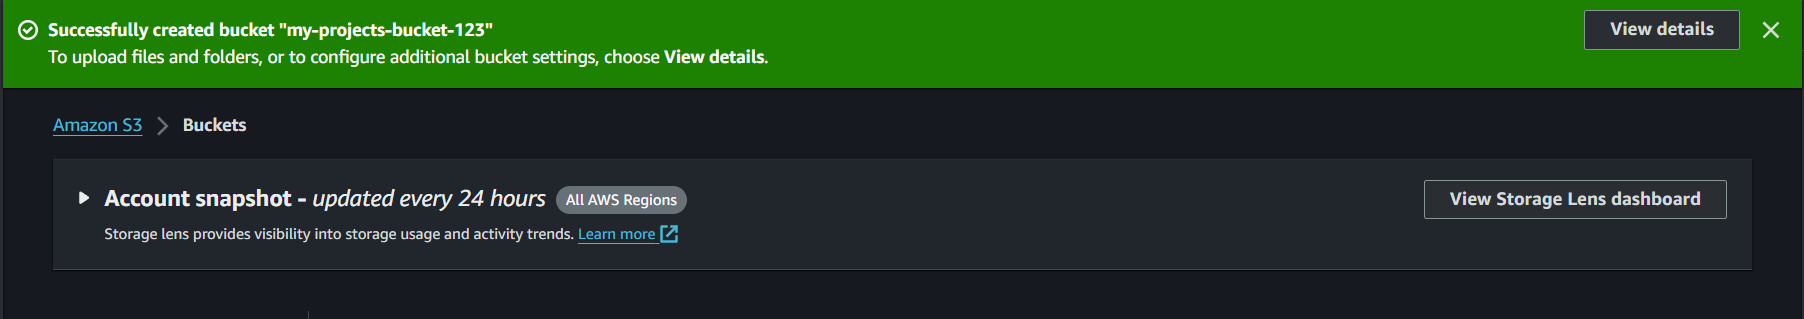 Successfully created bucket "my-projects-bucket-123"
To upload files and folders, or to configure additional bucket settings, choose View details.
View details
Amazon S3 > Buckets
Account snapshot - updated every 24 hours All AWS Regions
Storage lens provides visibility into storage usage and activity trends. Learn more
View Storage Lens dashboard